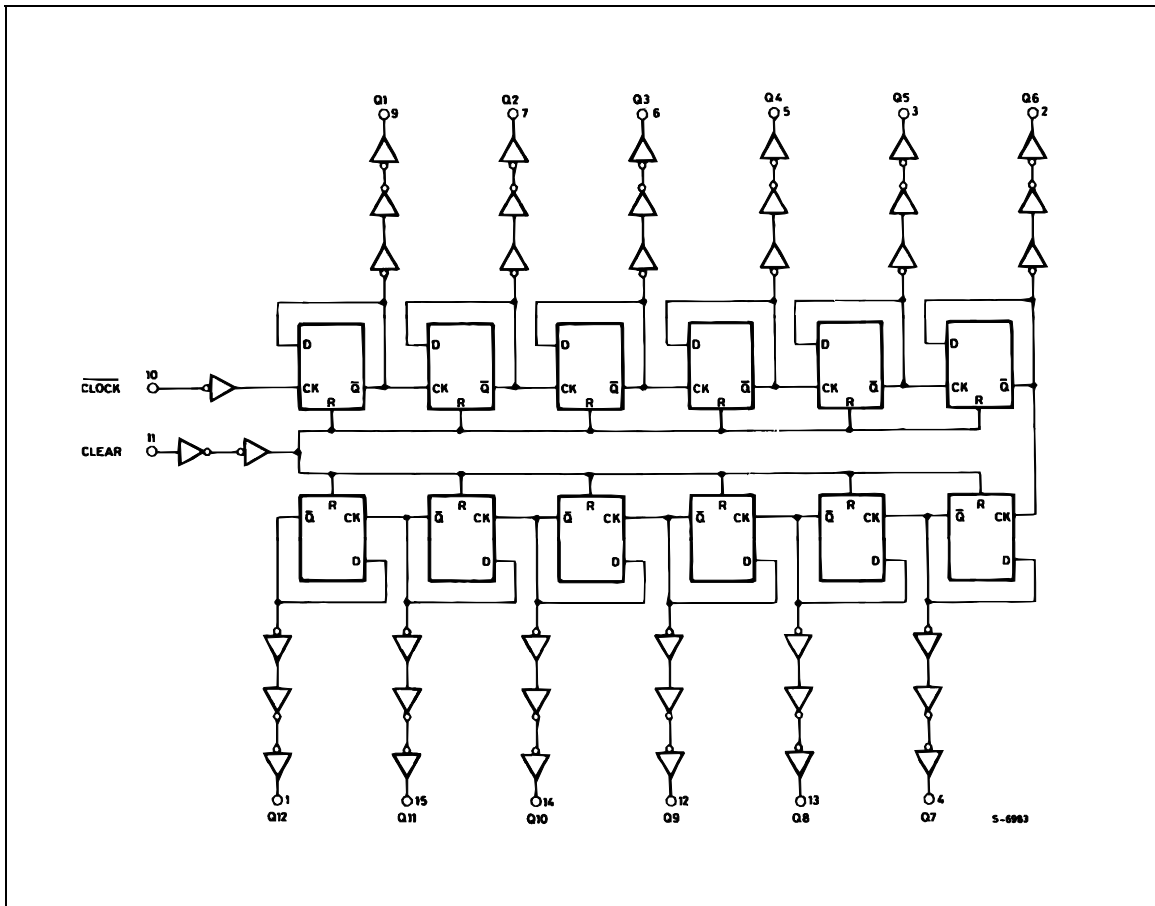 Q1 Q2 Q3 Q4 Q5 Q6
9 7 6 5 3 2
D D D D D D
CLOCK 10 CK Q̅ CK Q̅ CK Q̅ CK Q̅ CK Q̅ CK Q̅
R R R R R R
CLEAR 11
R R R R R R
Q̅ CK Q̅ CK Q̅ CK Q̅ CK Q̅ CK Q̅ CK
D D D D D D
1 15 14 12 13 4
Q12 Q11 Q10 Q9 Q8 Q7 S-6983